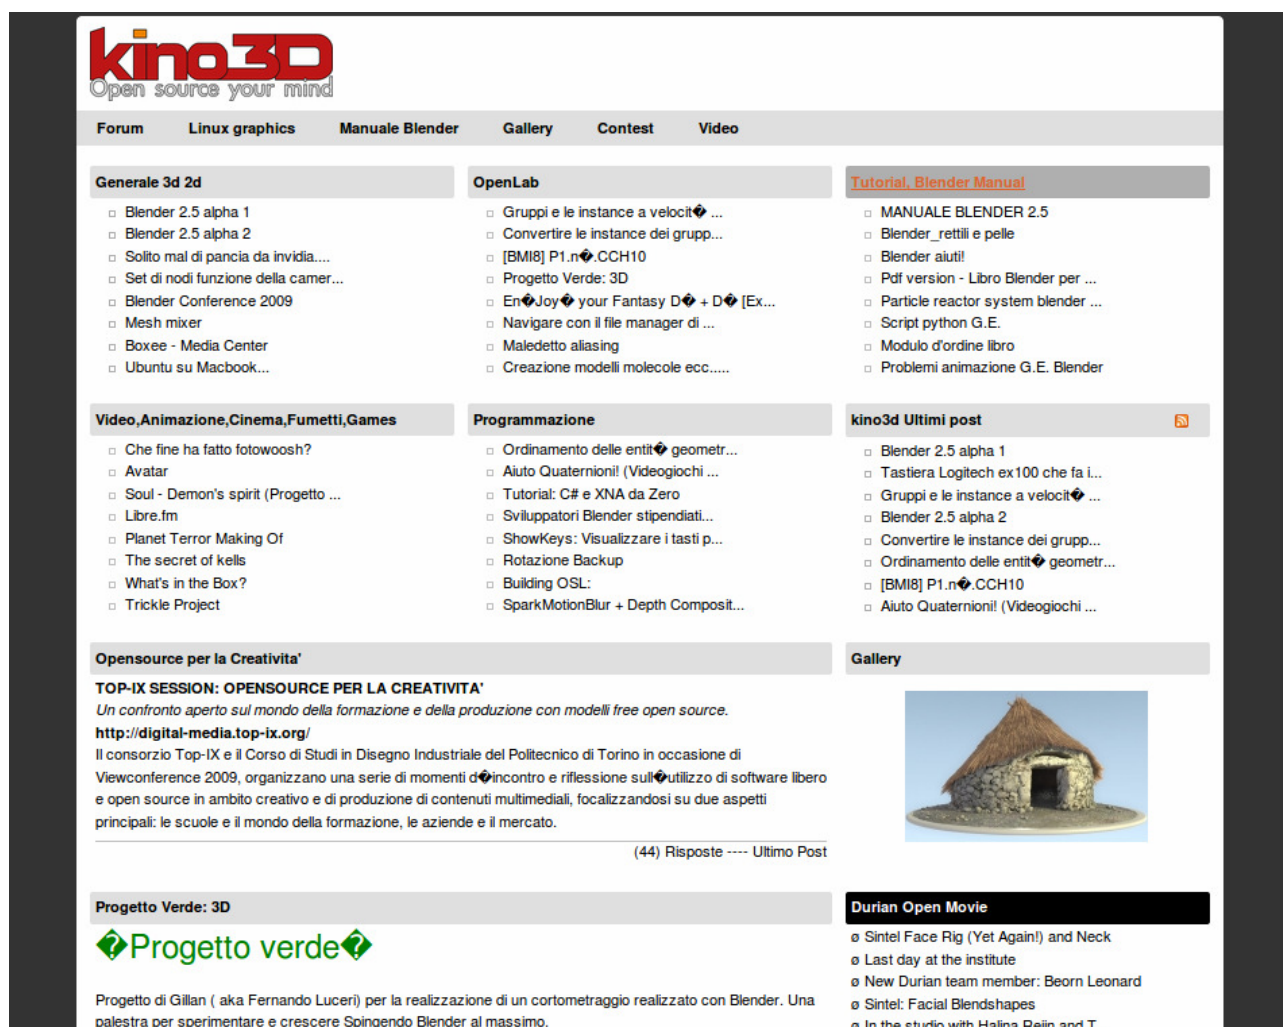 kino3D
Open source your mind
Forum Linux graphics Manuale Blender Gallery Contest Video
Generale 3d 2d
Blender 2.5 alpha 1
Blender 2.5 alpha 2
Solito mal di pancia da invidia....
Set di nodi funzione della camer...
Blender Conference 2009
Mesh mixer
Boxee - Media Center
Ubuntu su Macbook...
OpenLab
Gruppi e le instance a velocit� ...
Convertire le instance dei grupp...
[BMI8] P1.n�.CCH10
Progetto Verde: 3D
En�Joy� your Fantasy D� + D� [Ex...
Navigare con il file manager di ...
Maledetto aliasing
Creazione modelli molecole ecc.....
Tutorial, Blender Manual
MANUALE BLENDER 2.5
Blender_rettili e pelle
Blender aiuti!
Pdf version - Libro Blender per ...
Particle reactor system blender ...
Script python G.E.
Modulo d'ordine libro
Problemi animazione G.E. Blender
Video,Animazione,Cinema,Fumetti,Games
Che fine ha fatto fotowoosh?
Avatar
Soul - Demon's spirit (Progetto ...
Libre.fm
Planet Terror Making Of
The secret of kells
What's in the Box?
Trickle Project
Programmazione
Ordinamento delle entit� geometr...
Aiuto Quaternioni! (Videogiochi ...
Tutorial: C# e XNA da Zero
Sviluppatori Blender stipendiati...
ShowKeys: Visualizzare i tasti p...
Rotazione Backup
Building OSL:
SparkMotionBlur + Depth Composit...
kino3d Ultimi post
Blender 2.5 alpha 1
Tastiera Logitech ex100 che fa i...
Gruppi e le instance a velocit� ...
Blender 2.5 alpha 2
Convertire le instance dei grupp...
Ordinamento delle entit� geometr...
[BMI8] P1.n�.CCH10
Aiuto Quaternioni! (Videogiochi ...
Opensource per la Creativita'
TOP-IX SESSION: OPENSOURCE PER LA CREATIVITA'
Un confronto aperto sul mondo della formazione e della produzione con modelli free open source.
http://digital-media.top-ix.org/
Il consorzio Top-IX e il Corso di Studi in Disegno Industriale del Politecnico di Torino in occasione di
Viewconference 2009, organizzano una serie di momenti d�incontro e riflessione sull�utilizzo di software libero
e open source in ambito creativo e di produzione di contenuti multimediali, focalizzandosi su due aspetti
principali: le scuole e il mondo della formazione, le aziende e il mercato.
(44) Risposte ---- Ultimo Post
Gallery
Progetto Verde: 3D
�Progetto verde�
Progetto di Gillan ( aka Fernando Luceri) per la realizzazione di un cortometraggio realizzato con Blender. Una
palestra per sperimentare e crescere Spingendo Blender al massimo.
Durian Open Movie
ø Sintel Face Rig (Yet Again!) and Neck
ø Last day at the institute
ø New Durian team member: Beorn Leonard
ø Sintel: Facial Blendshapes
ø In the studio with Halina Reijn and T